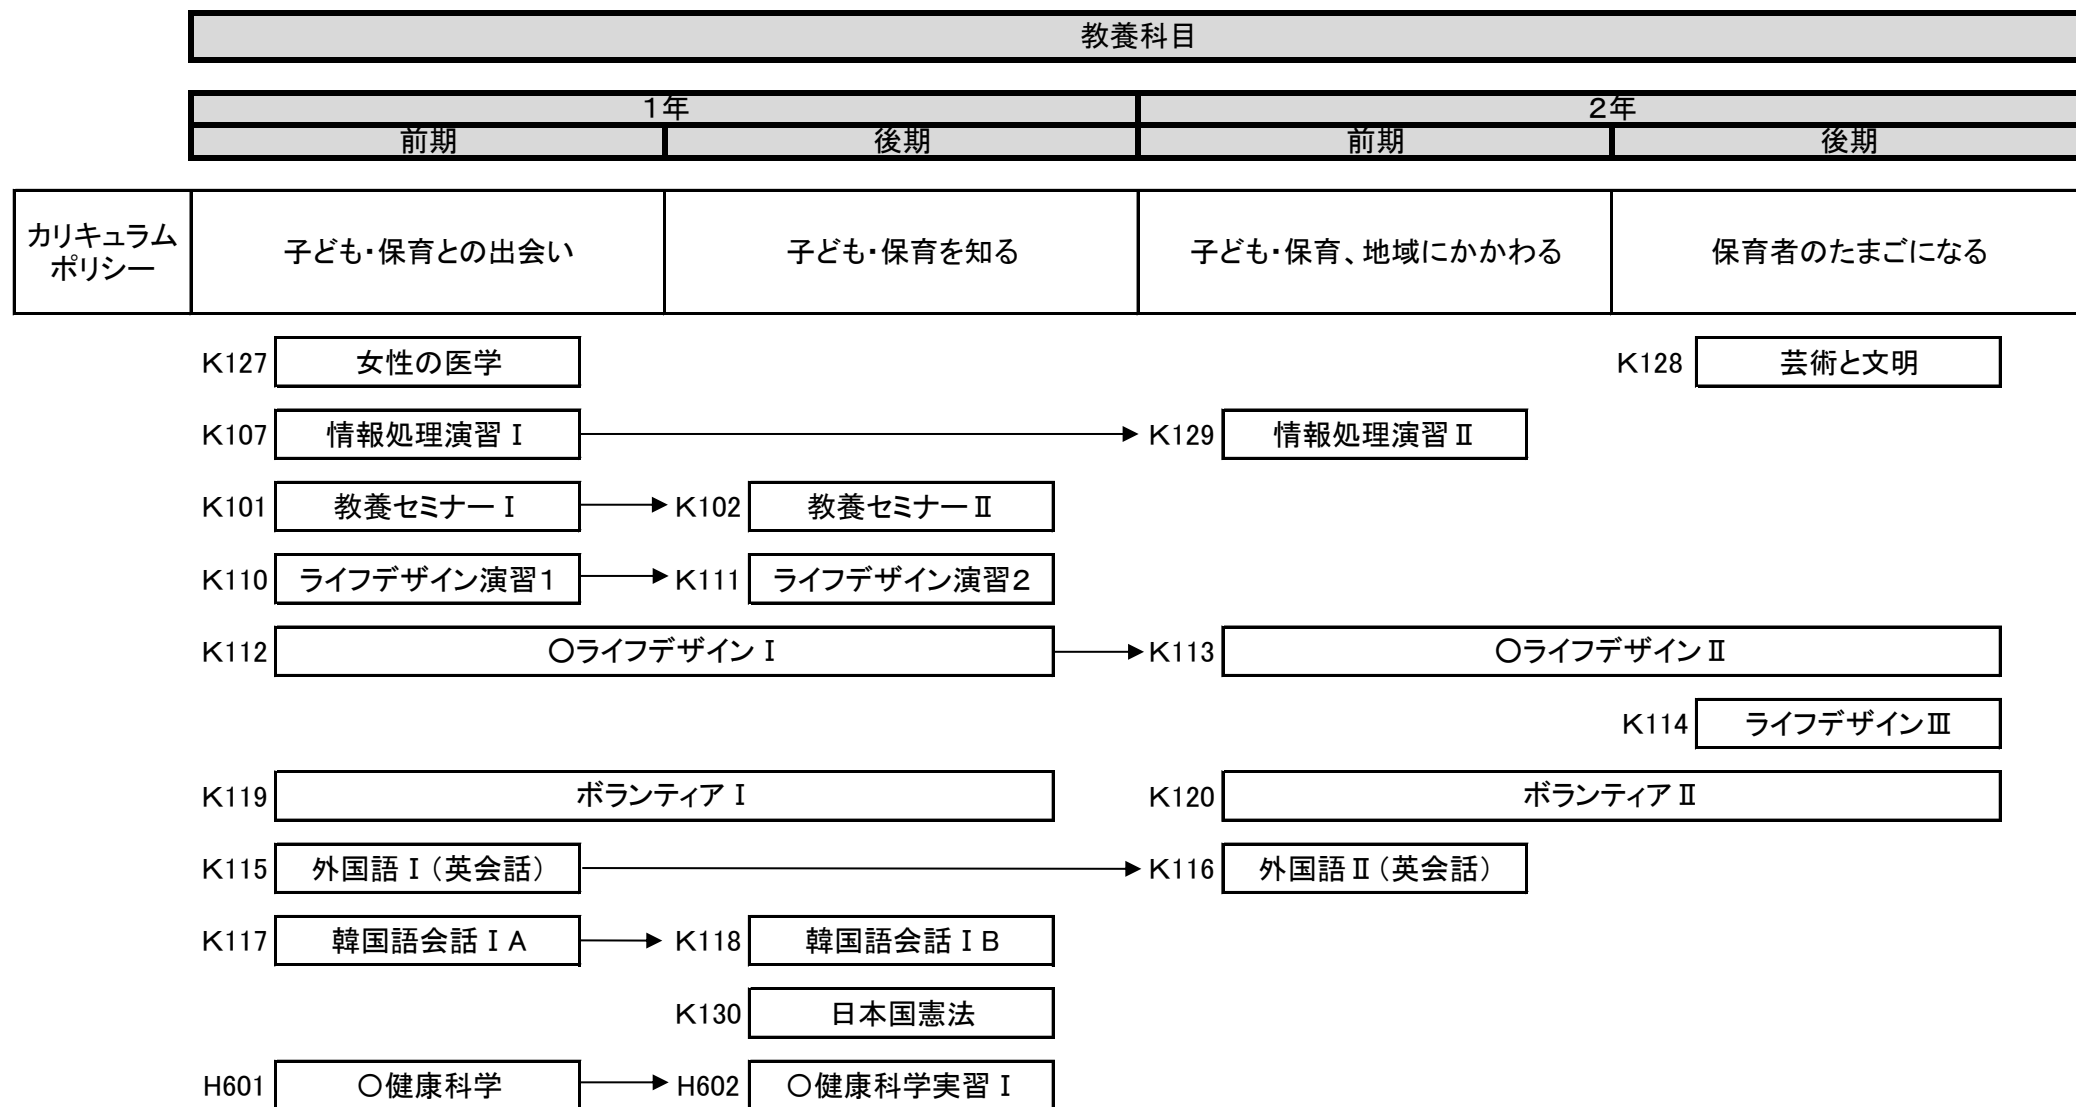 教養科目
1年 2年
前期 後期 前期 後期
カリキュラム
ポリシー
子ども・保育との出会い 子ども・保育を知る 子ども・保育、地域にかかわる 保育者のたまごになる
K127 女性の医学 K128 芸術と文明
K107 情報処理演習Ⅰ K129 情報処理演習Ⅱ
K101 教養セミナーⅠ K102 教養セミナーⅡ
K110 ライフデザイン演習1 K111 ライフデザイン演習2
K112 〇ライフデザインⅠ K113 〇ライフデザインⅡ
K114 ライフデザインⅢ
K119 ボランティアⅠ K120 ボランティアⅡ
K115 外国語Ⅰ(英会話) K116 外国語Ⅱ(英会話)
K117 韓国語会話ⅠA K118 韓国語会話ⅠB
K130 日本国憲法
H601 〇健康科学 H602 〇健康科学実習Ⅰ